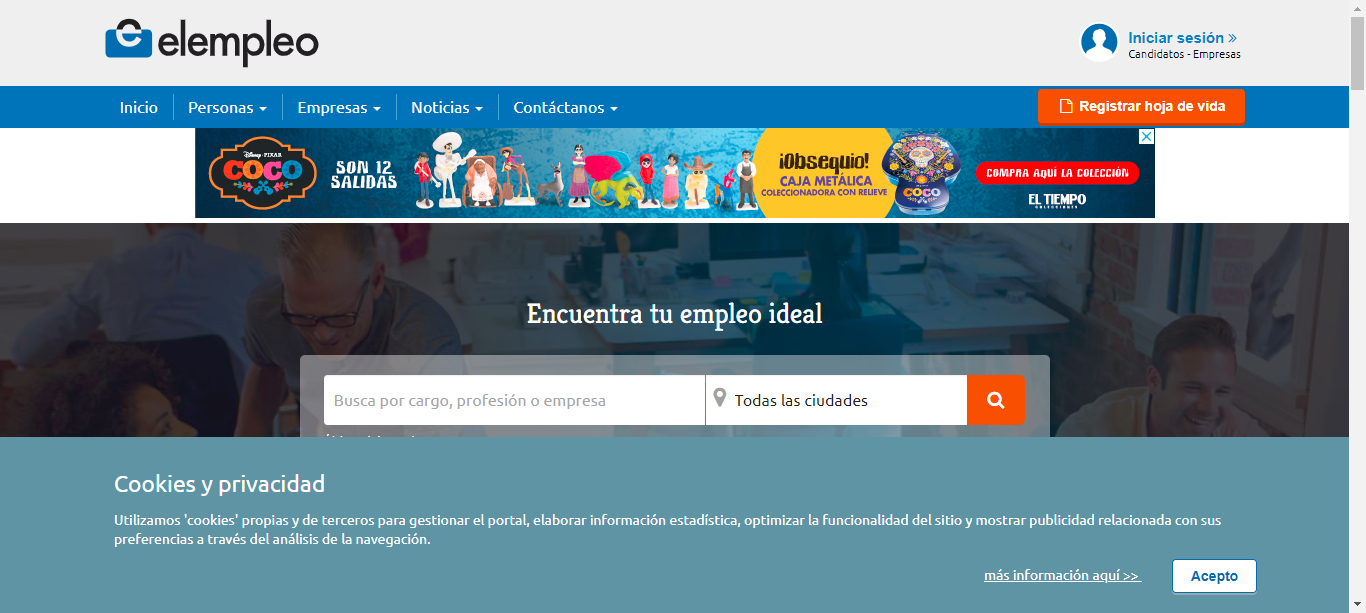 elempleo
Iniciar sesión »
Candidatos - Empresas
Inicio
Personas
Empresas
Noticias
Contáctanos
Registrar hoja de vida
Disney · PIXAR
COCO
SON 12
SALIDAS
¡Obsequio!
CAJA METÁLICA
COLECCIONADORA CON RELIEVE
COCO
COMPRA AQUÍ LA COLECCIÓN
EL TIEMPO
COLECCIONES
Encuentra tu empleo ideal
Busca por cargo, profesión o empresa
Todas las ciudades
Cookies y privacidad
Utilizamos 'cookies' propias y de terceros para gestionar el portal, elaborar información estadística, optimizar la funcionalidad del sitio y mostrar publicidad relacionada con sus
preferencias a través del análisis de la navegación.
más información aquí >>
Acepto